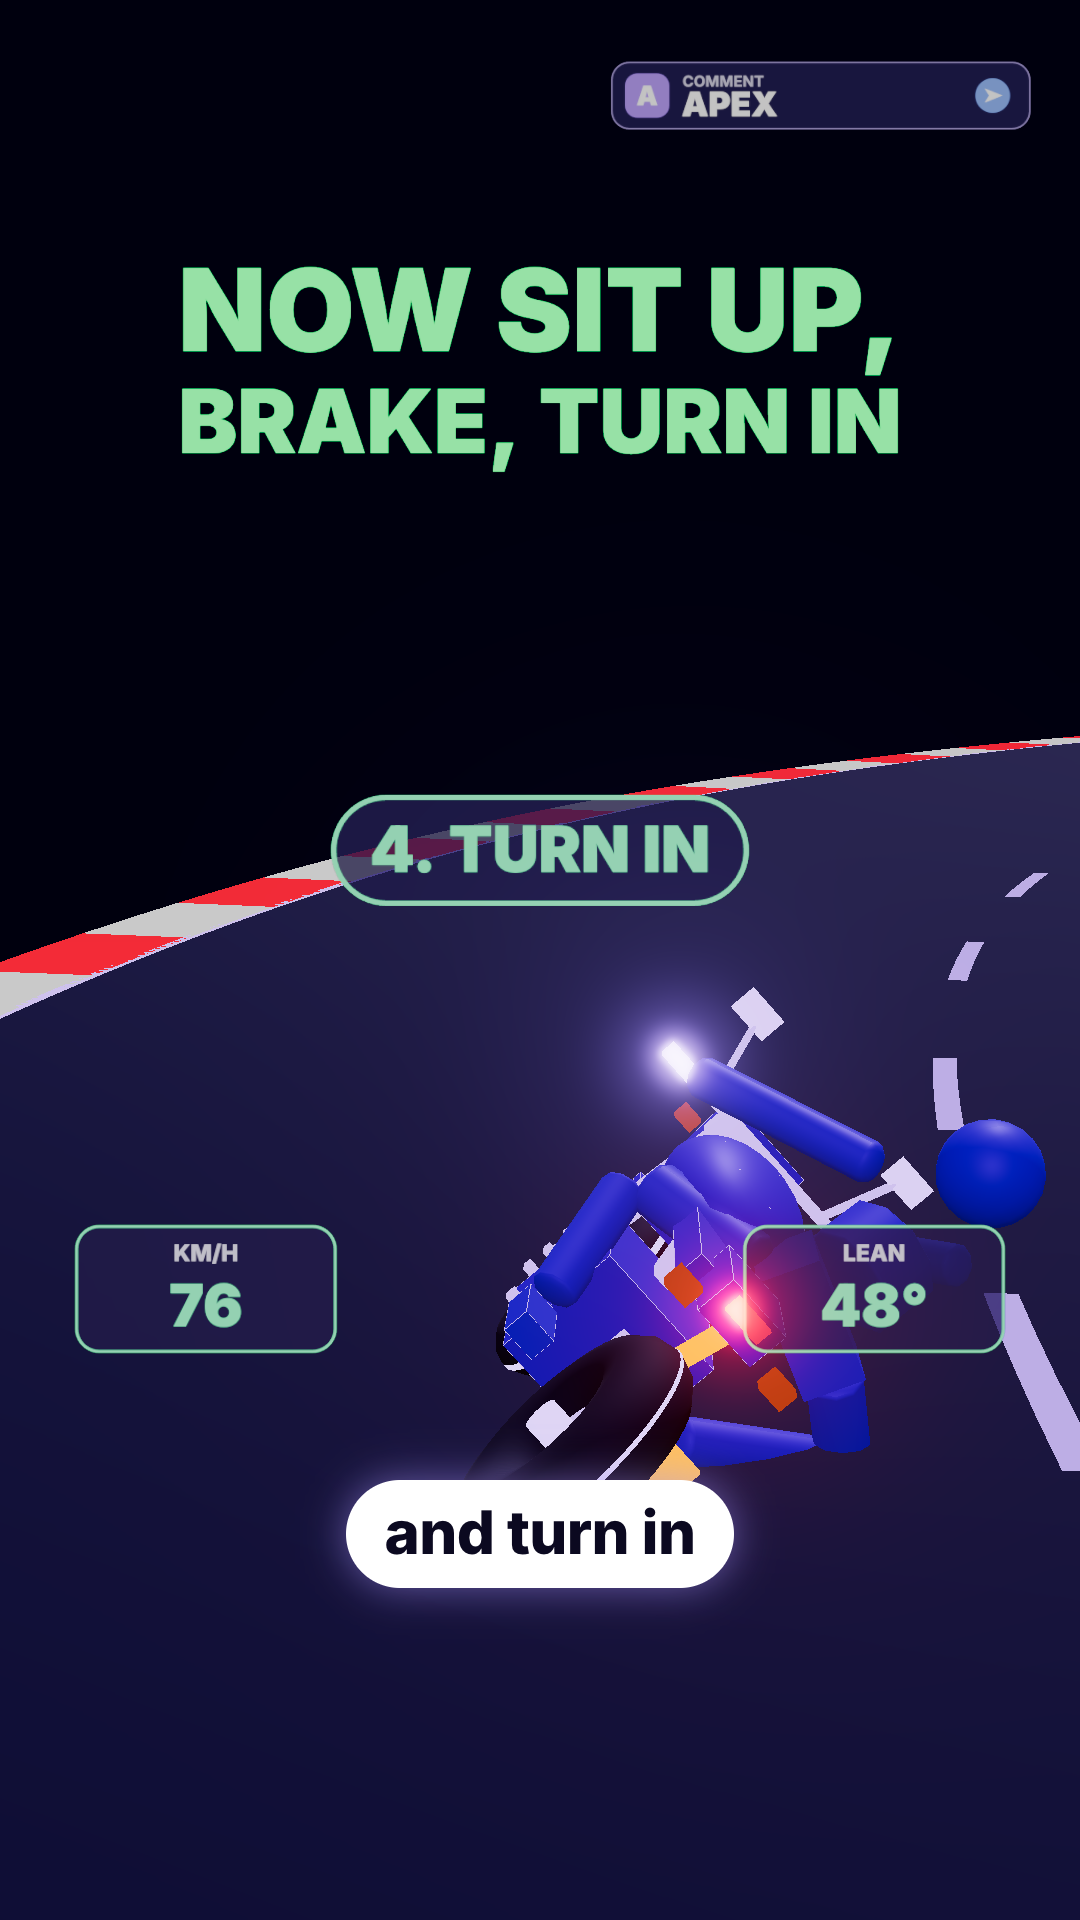 A
COMMENT
APEX
NOW SIT UP,
BRAKE, TURN IN
4. TURN IN
KM/H
76
LEAN
48°
and turn in